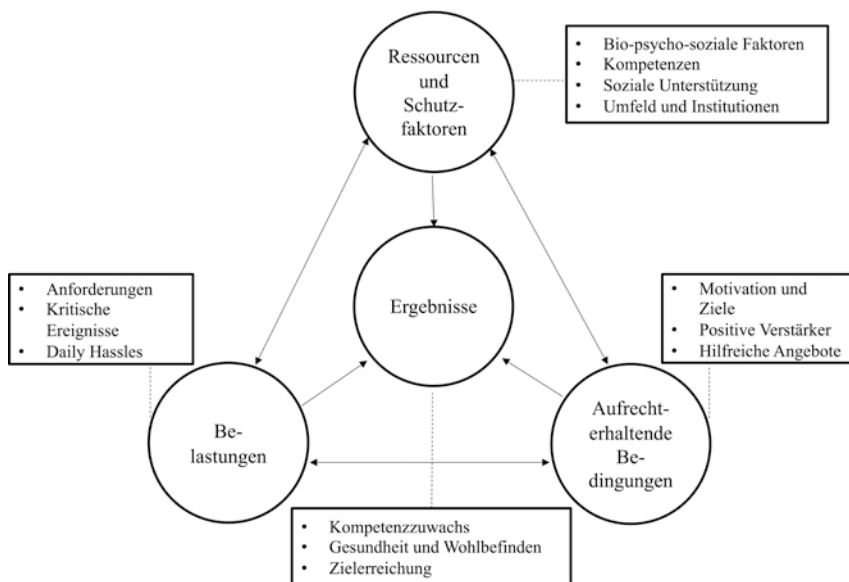 Ressourcen
und
Schutz-
faktoren
• Bio-psycho-soziale Faktoren
• Kompetenzen
• Soziale Unterstützung
• Umfeld und Institutionen
Ergebnisse
• Anforderungen
• Kritische
Ereignisse
• Daily Hassles
• Motivation und
Ziele
• Positive Verstärker
• Hilfreiche Angebote
Be-
lastungen
Aufrecht-
erhaltende
Be-
dingungen
• Kompetenzzuwachs
• Gesundheit und Wohlbefinden
• Zielerreichung